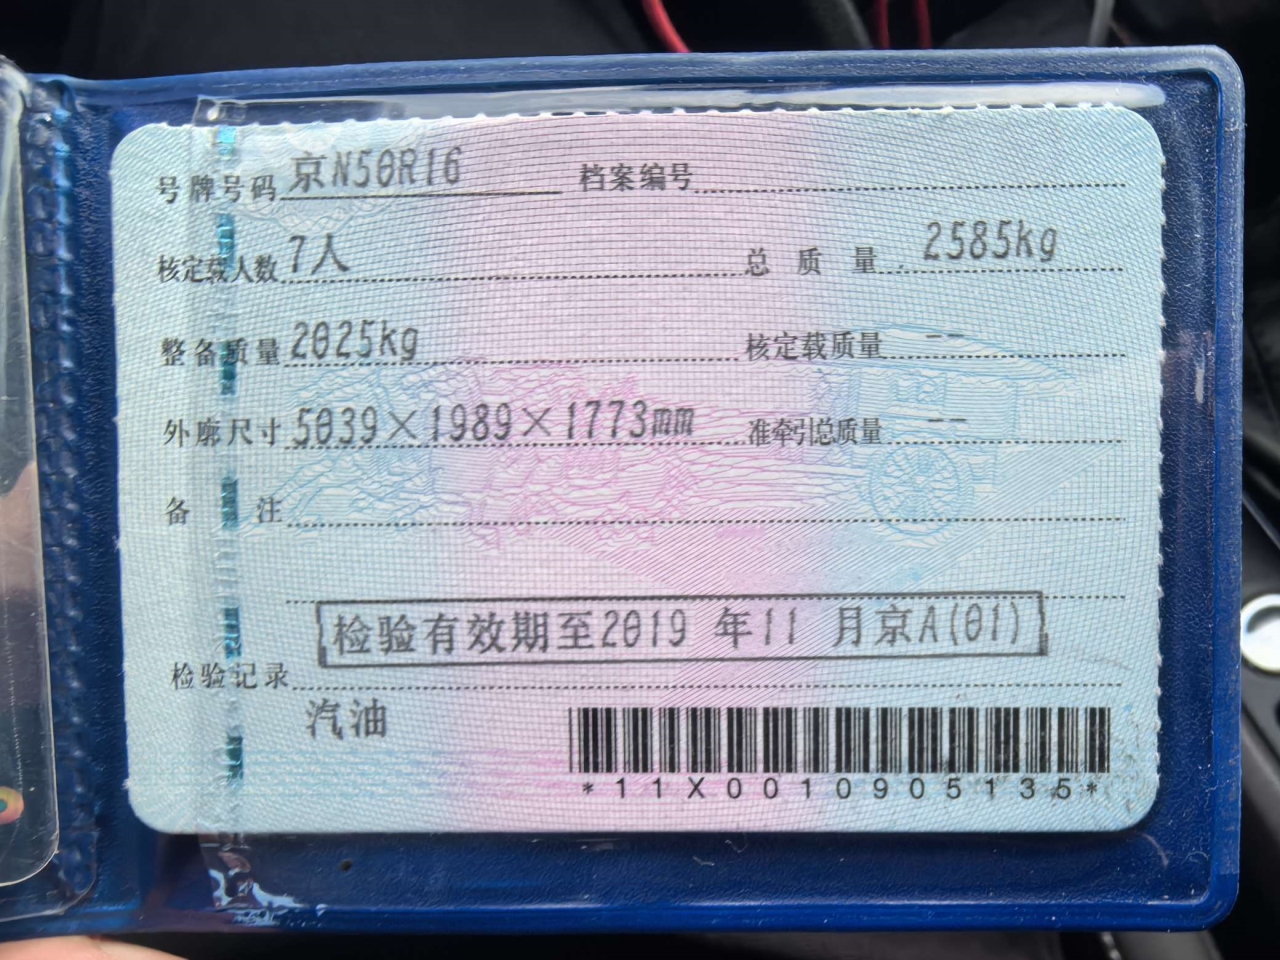 号牌号码 京N50R16 档案编号
核定载人数 7人 总质量 2585kg
整备质量 2025kg 核定载质量 --
外廓尺寸 5039×1989×1773mm 准牵引总质量 --
备注
检验有效期至2019 年11 月京A(01)
检验记录
汽油
*11X0010905135*